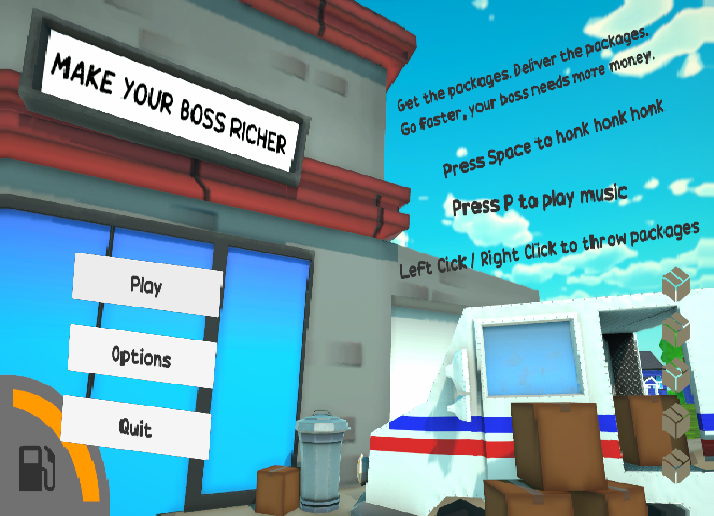 MAKE YOUR BOSS RICHER
Get the packages. Deliver the packages.
Go Faster, your boss needs more money.
Press Space to honk honk honk
Press P to play music
Left Click / Right Click to throw packages
Play
Options
Quit